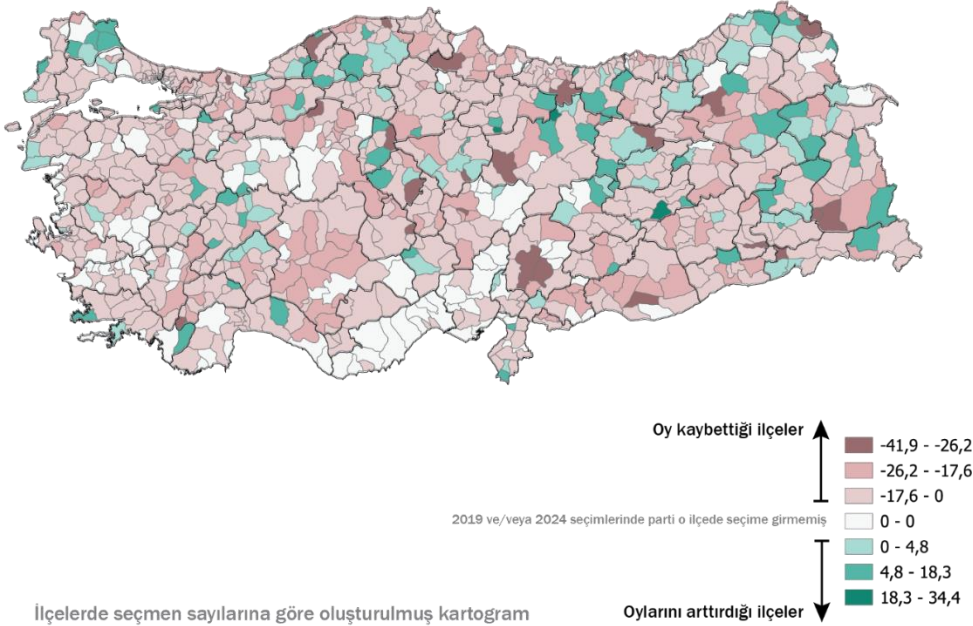 Oy kaybettiği ilçeler
-41,9 - -26,2
-26,2 - -17,6
-17,6 - 0
2019 ve/veya 2024 seçimlerinde parti o ilçede seçime girmemiş
0 - 0
0 - 4,8
4,8 - 18,3
18,3 - 34,4
Oylarını arttırdığı ilçeler
İlçelerde seçmen sayılarına göre oluşturulmuş kartogram